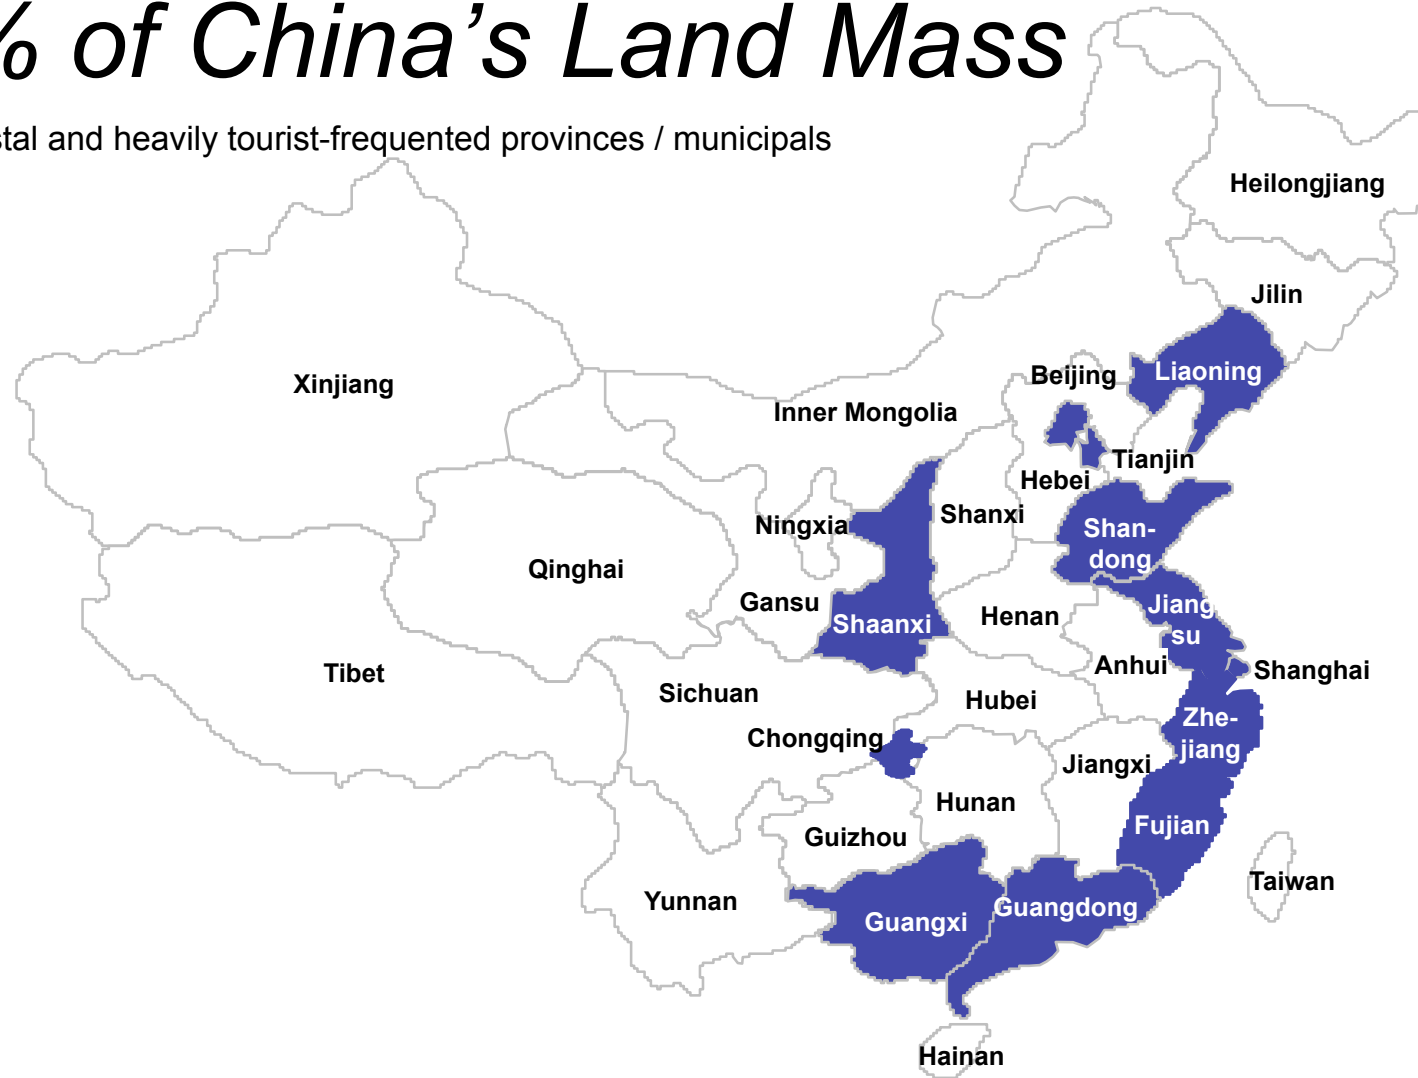 % of China's Land Mass
stal and heavily tourist-frequented provinces / municipals
Heilongjiang
Jilin
Liaoning
Beijing
Xinjiang
Inner Mongolia
Tianjin
Hebei
Shanxi
Ningxia
Shan-
dong
Qinghai
Gansu
Jiang
su
Henan
Shaanxi
Anhui
Shanghai
Tibet
Sichuan
Hubei
Zhe-
jiang
Chongqing
Jiangxi
Hunan
Fujian
Guizhou
Taiwan
Yunnan
Guangdong
Guangxi
Hainan